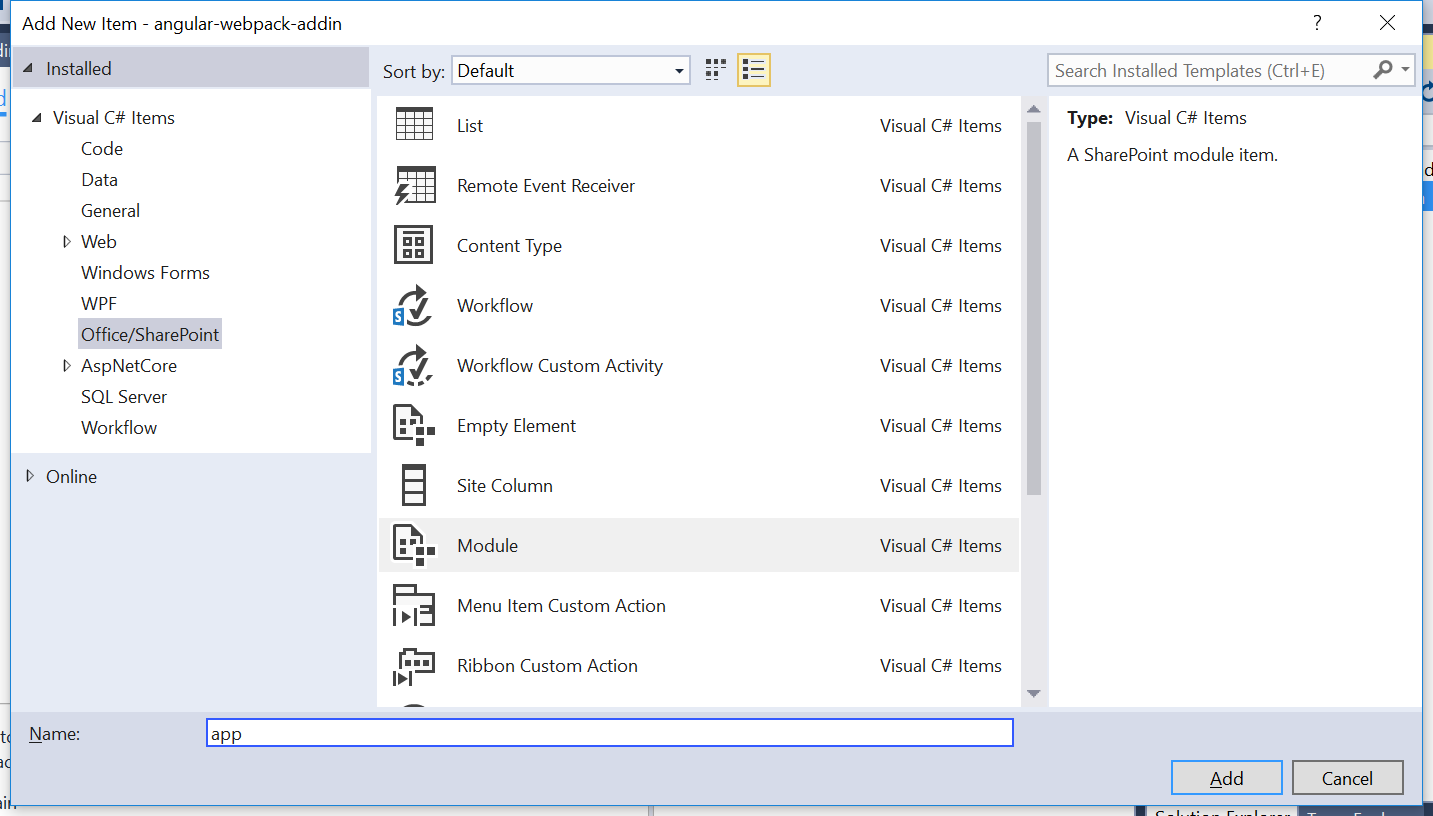 Add New Item - angular-webpack-addin ?
Installed
Sort by: Default
Search Installed Templates (Ctrl+E)
Visual C# Items
Code
Data
General
Web
Windows Forms
WPF
Office/SharePoint
AspNetCore
SQL Server
Workflow
Online
List Visual C# Items
Remote Event Receiver Visual C# Items
Content Type Visual C# Items
Workflow Visual C# Items
Workflow Custom Activity Visual C# Items
Empty Element Visual C# Items
Site Column Visual C# Items
Module Visual C# Items
Menu Item Custom Action Visual C# Items
Ribbon Custom Action Visual C# Items
Type: Visual C# Items
A SharePoint module item.
Name: app
Add Cancel
Solution Explorer